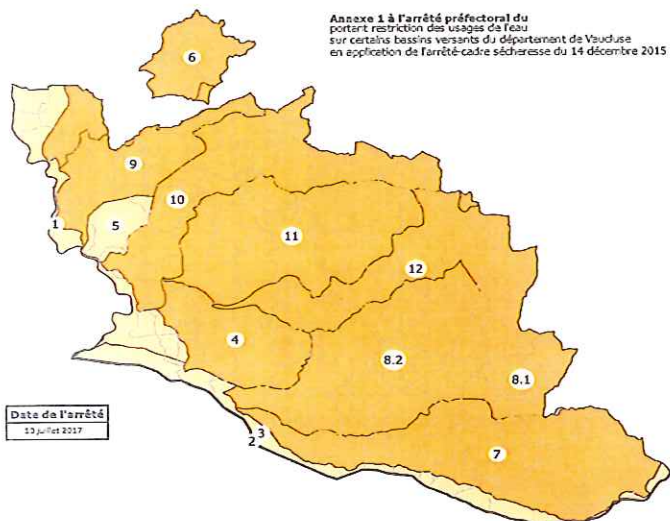 Annexe 1 à l'arrêté préfectoral du
portant restriction des usages de l'eau
sur certains bassins versants du département de Vaucluse
en application de l'arrêté-cadre sécheresse du 14 décembre 2015
6
9
10
1
5
11
12
4
8.2
8.1
Date de l'arrêté
13 juillet 2017
3
2
7